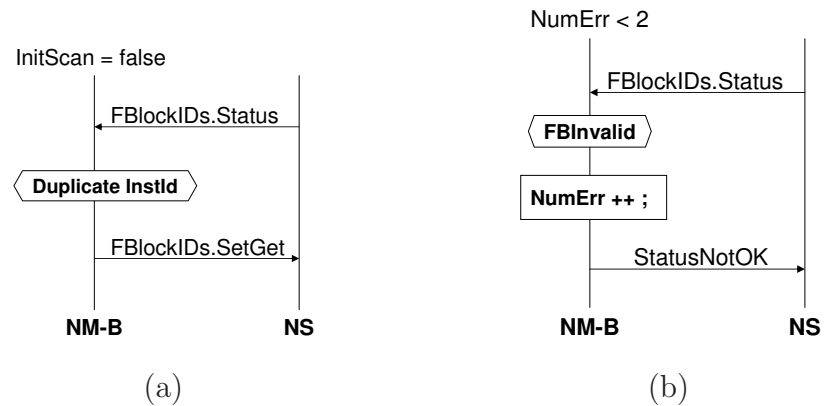 InitScan = false
FBlockIDs.Status
Duplicate InstId
FBlockIDs.SetGet
NM-B NS
(a)
NumErr < 2
FBlockIDs.Status
FBInvalid
NumErr ++ ;
StatusNotOK
NM-B NS
(b)